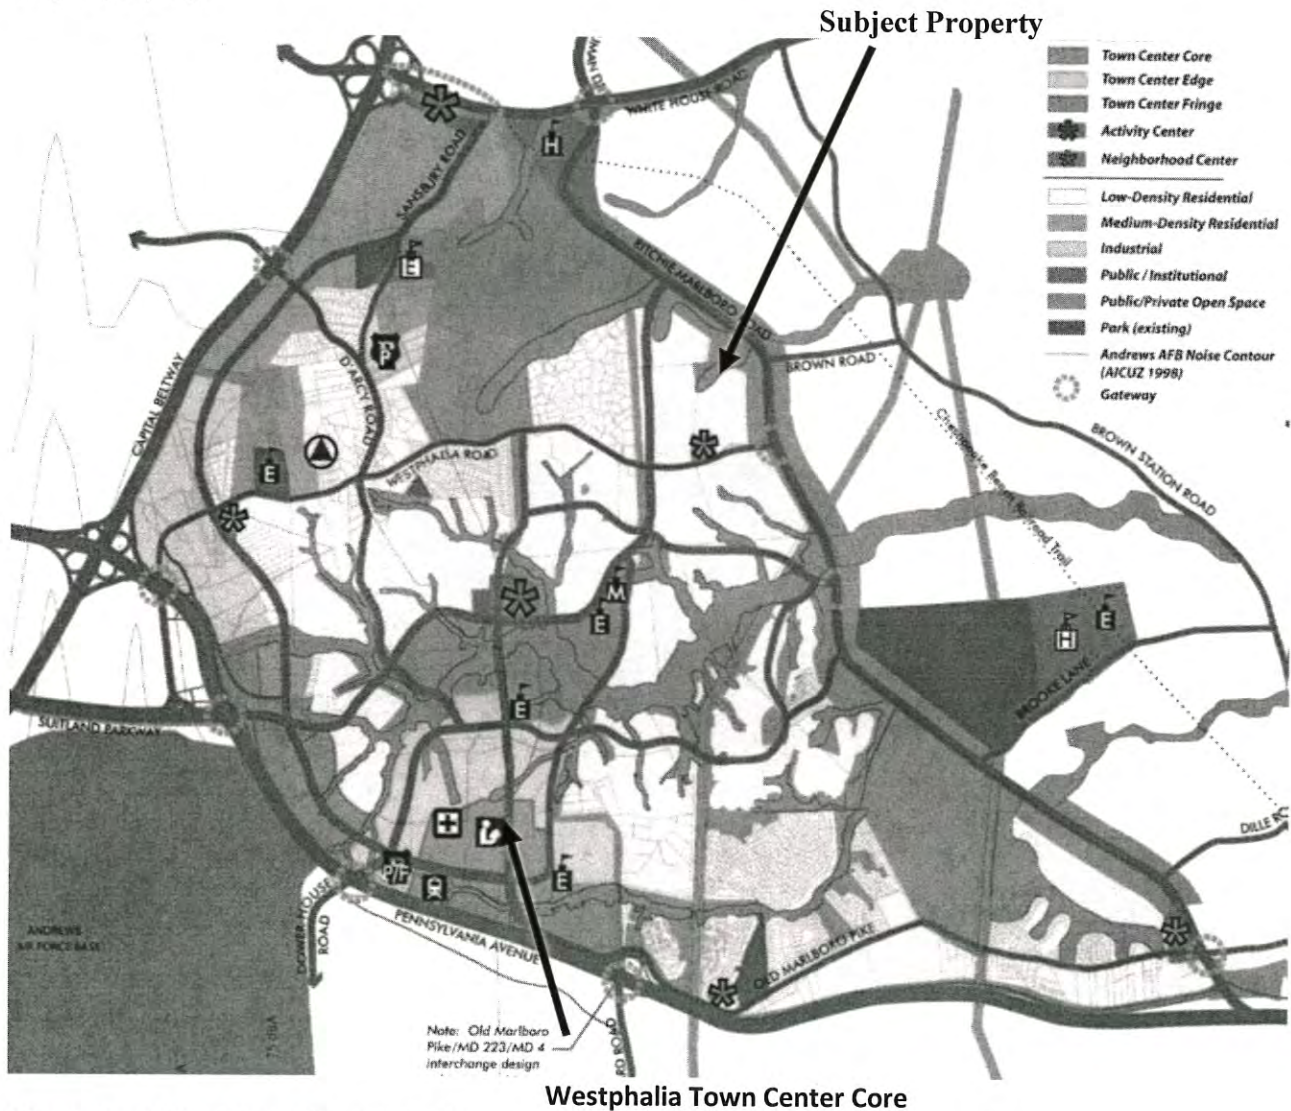 Subject Property
Town Center Core
Town Center Edge
Town Center Fringe
Activity Center
Neighborhood Center
Low-Density Residential
Medium-Density Residential
Industrial
Public / Institutional
Public/Private Open Space
Park (existing)
Andrews AFB Noise Contour
(AICUZ 1998)
Gateway
WHITE HOUSE ROAD
H
SANSBURY ROAD
E
RITCHIE MARLBORO ROAD
P
BROWN ROAD
CAPITAL BELTWAY
D'ARCY ROAD
WESTPHALIA ROAD
E
BROWN STATION ROAD
M
E
H
E
BROOKE LANE
E
SUITLAND PARKWAY
P/F
E
DOWER HOUSE
ROAD
PENNSYLVANIA AVENUE
OLD MARLBORO PIKE
ANDREWS
AIR FORCE BASE
Note: Old Marlboro
Pike/MD 223/MD 4
interchange design
Westphalia Town Center Core